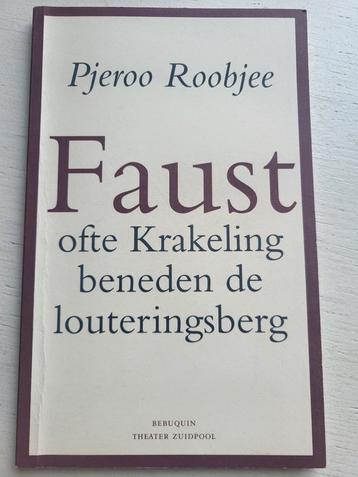 Pjeroo Roobjee
Faust
ofte Krakeling
beneden de
louteringsberg
BEBUQUIN
THEATER ZUIDPOOL